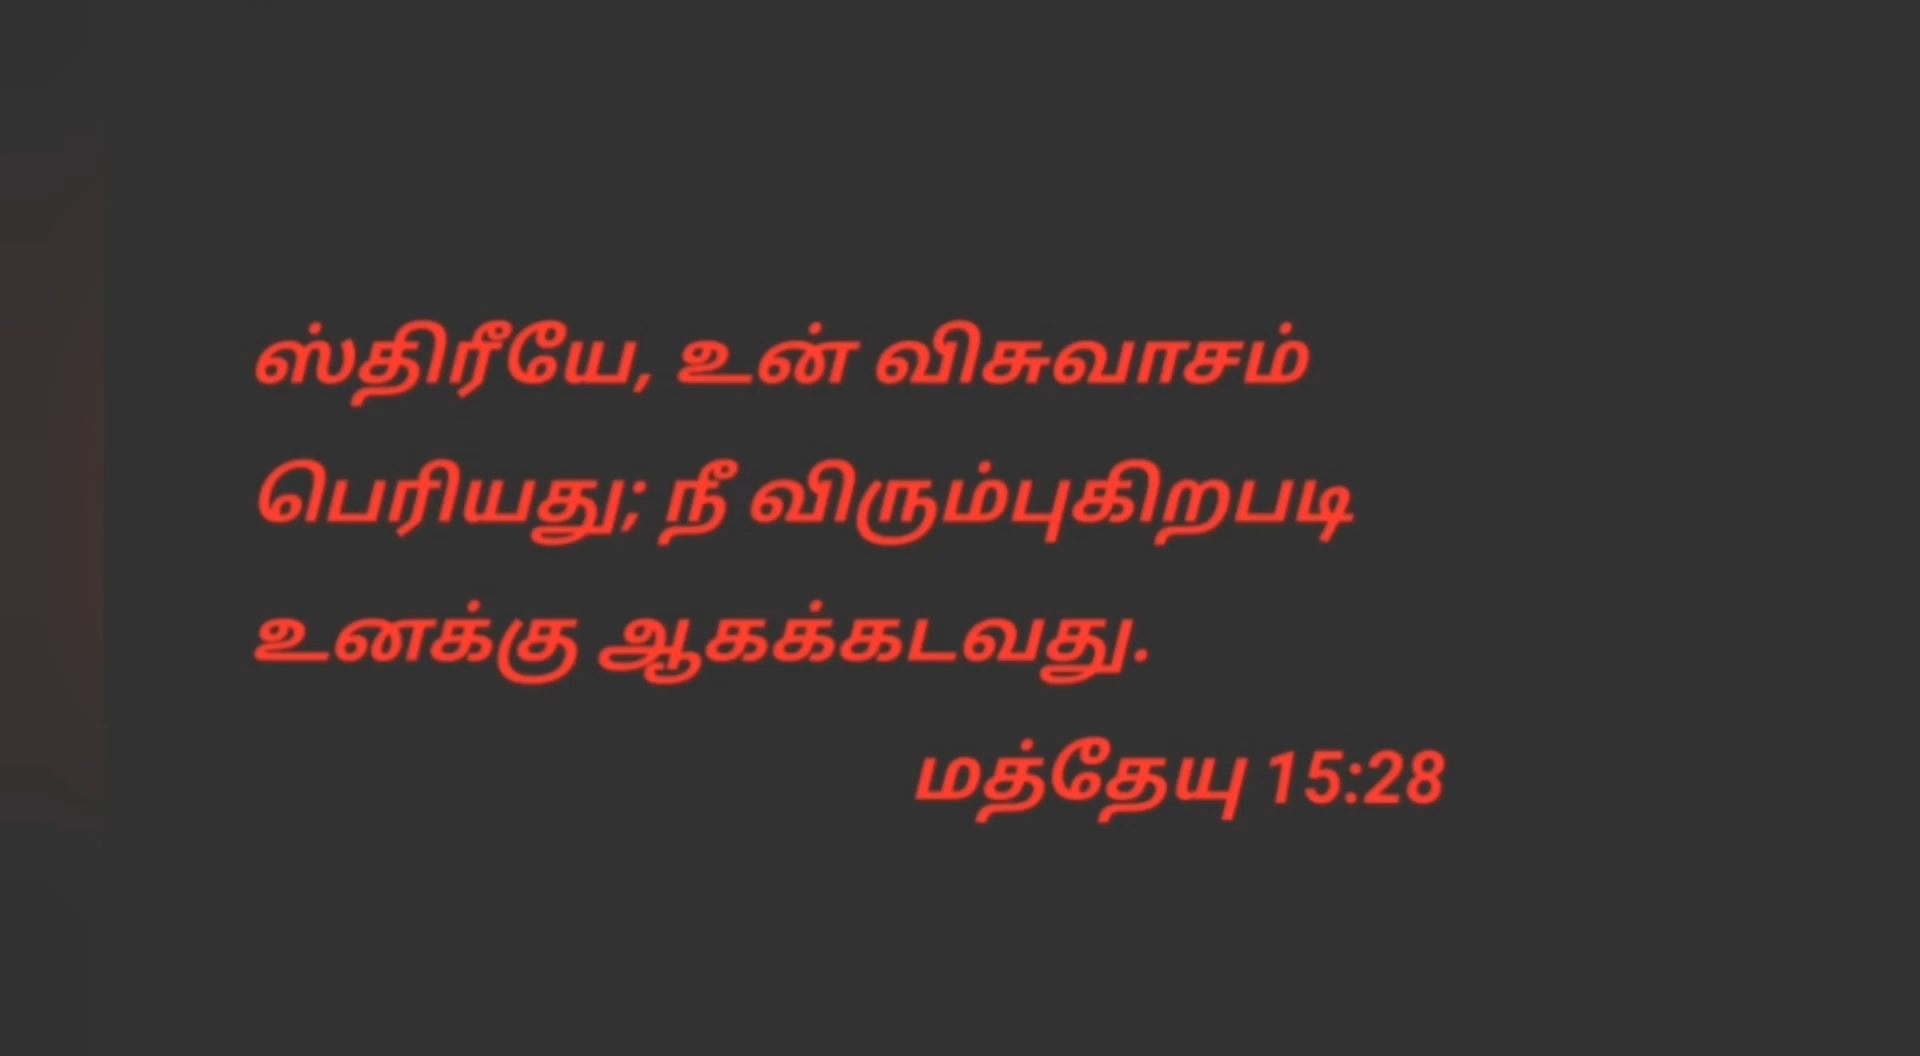 ஸ்திரீயே, உன் விசுவாசம்
பெரியது; நீ விரும்புகிறபடி
உனக்கு ஆகக்கடவது.
மத்தேயு 15:28